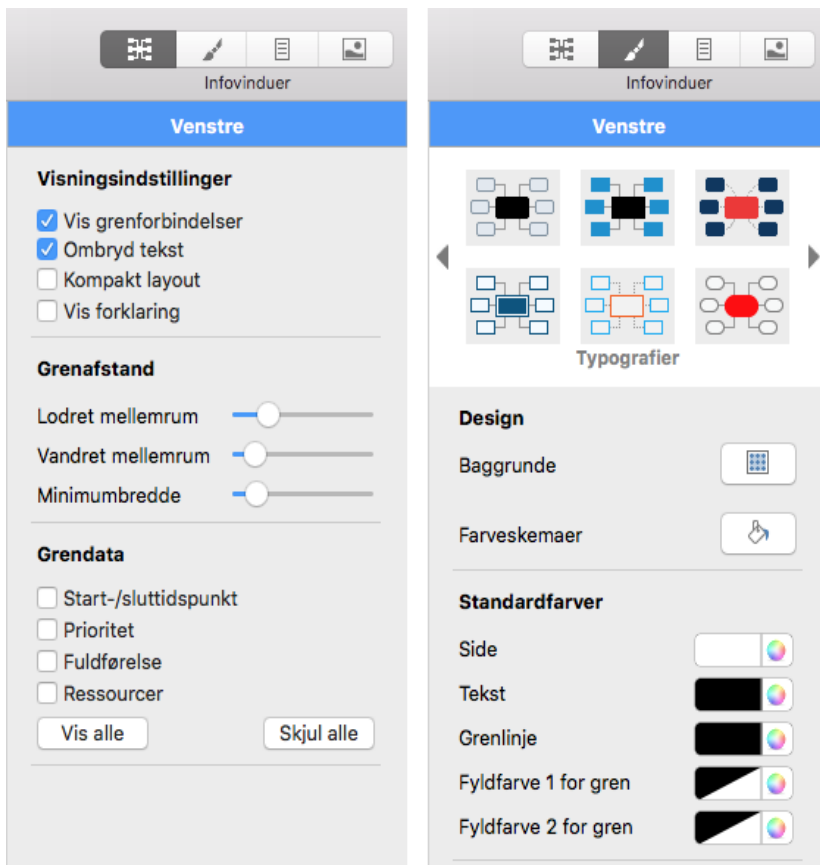 Infovinduer
Venstre
Visningsindstillinger
Vis grenforbindelser
Ombryd tekst
Kompakt layout
Vis forklaring
Grenafstand
Lodret mellemrum
Vandret mellemrum
Minimumbredde
Grendata
Start-/sluttidspunkt
Prioritet
Fuldførelse
Ressourcer
Vis alle Skjul alle
Infovinduer
Venstre
Typografier
Design
Baggrunde
Farveskemaer
Standardfarver
Side
Tekst
Grenlinje
Fyldfarve 1 for gren
Fyldfarve 2 for gren